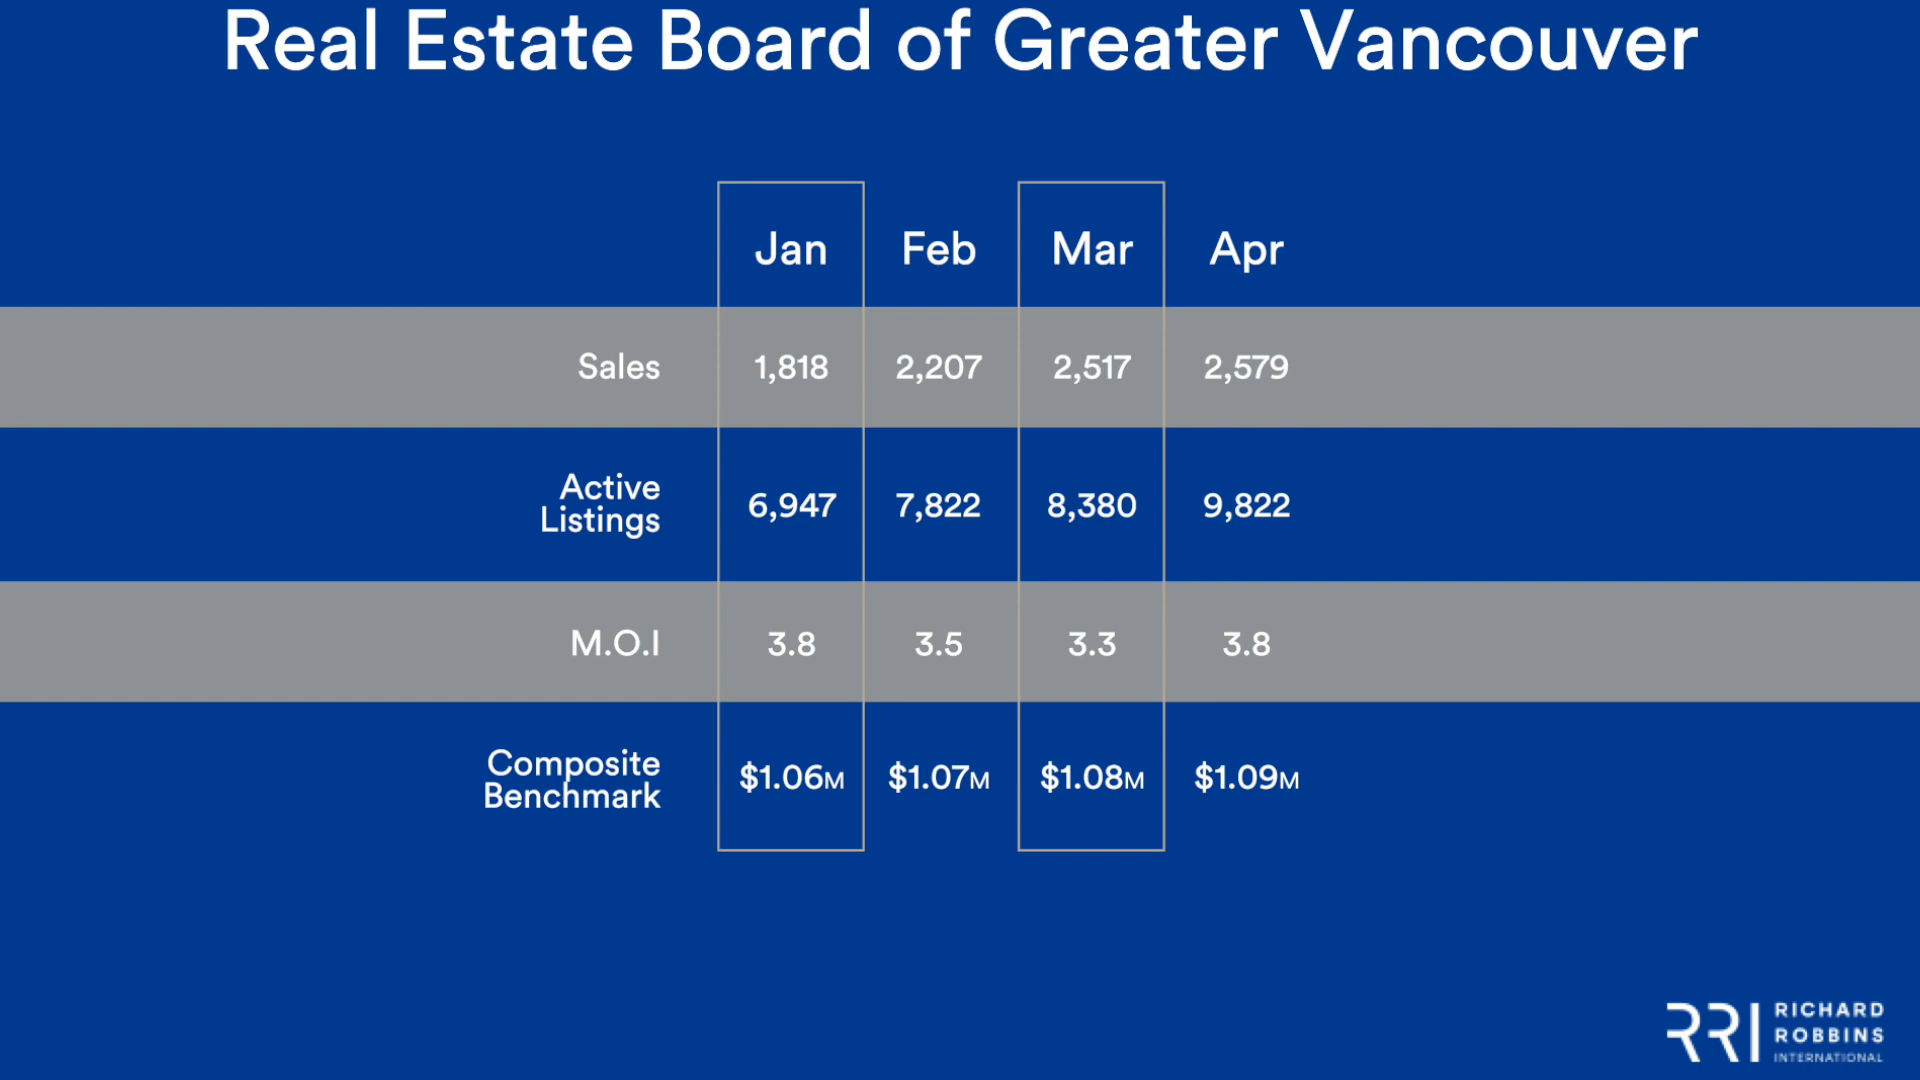 Real Estate Board of Greater Vancouver
Jan Feb Mar Apr
Sales 1,818 2,207 2,517 2,579
Active
Listings 6,947 7,822 8,380 9,822
M.O.I 3.8 3.5 3.3 3.8
Composite
Benchmark $1.06M $1.07M $1.08M $1.09M
RRI RICHARD
ROBBINS
INTERNATIONAL